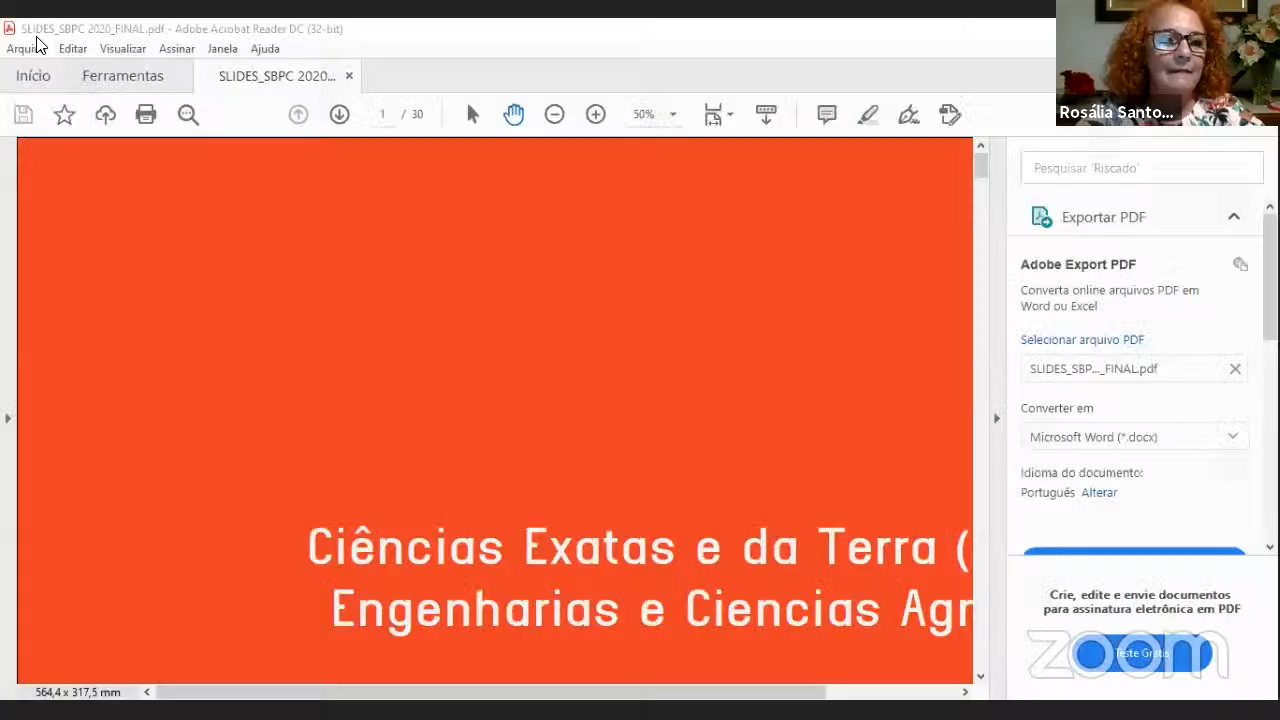 SLIDES_SBPC 2020_FINAL.pdf - Adobe Acrobat Reader DC (32-bit)
Arqui
Editar
Visualizar
Assinar
Janela
Ajuda
Início
Ferramentas
SLIDES_SBPC 2020...
1 / 30
50%
Rosália Santo...
Pesquisar 'Riscado'
Exportar PDF
Adobe Export PDF
Converta online arquivos PDF em
Word ou Excel
Selecionar arquivo PDF
SLIDES_SBP..._FINAL.pdf
Converter em
Microsoft Word (*.docx)
Idioma do documento:
Português Alterar
Ciências Exatas e da Terra (
Engenharias e Ciencias Agr
Crie, edite e envie documentos
para assinatura eletrônica em PDF
Teste Grátis
zoom
564,4 x 317,5 mm